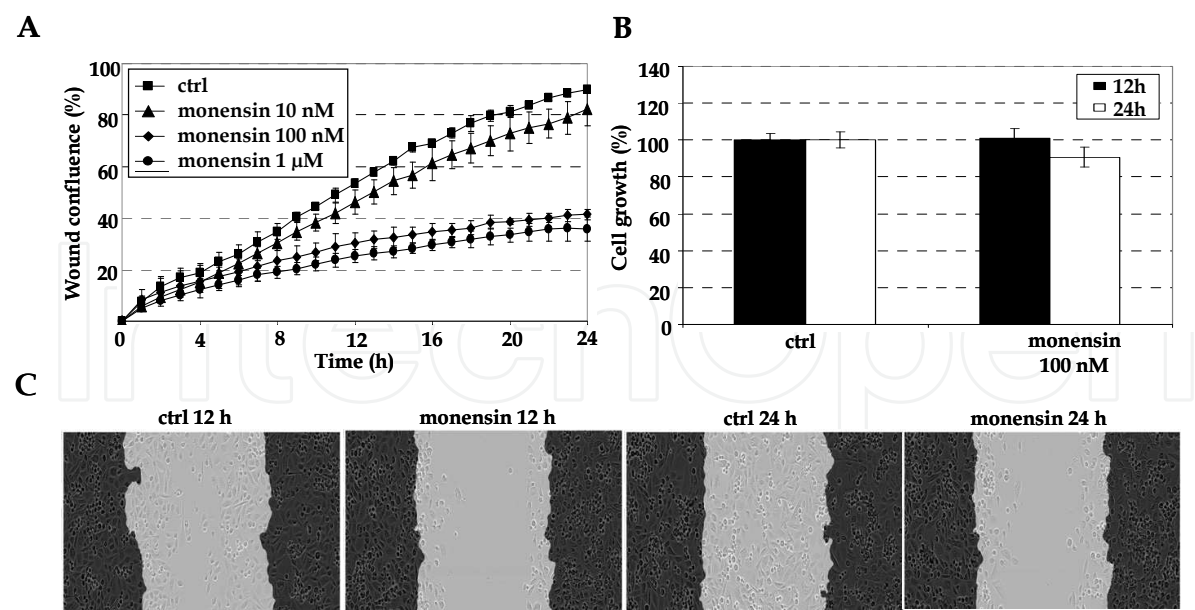 A
100
80
60
40
20
0
4
8
12
16
20
24
Wound confluence (%)
Time (h)
ctrl
monensin 10 nM
monensin 100 nM
monensin 1 µM
B
140
120
100
80
60
40
20
0
Cell growth (%)
12h
24h
ctrl
monensin
100 nM
C
ctrl 12 h
monensin 12 h
ctrl 24 h
monensin 24 h
IntechOpen